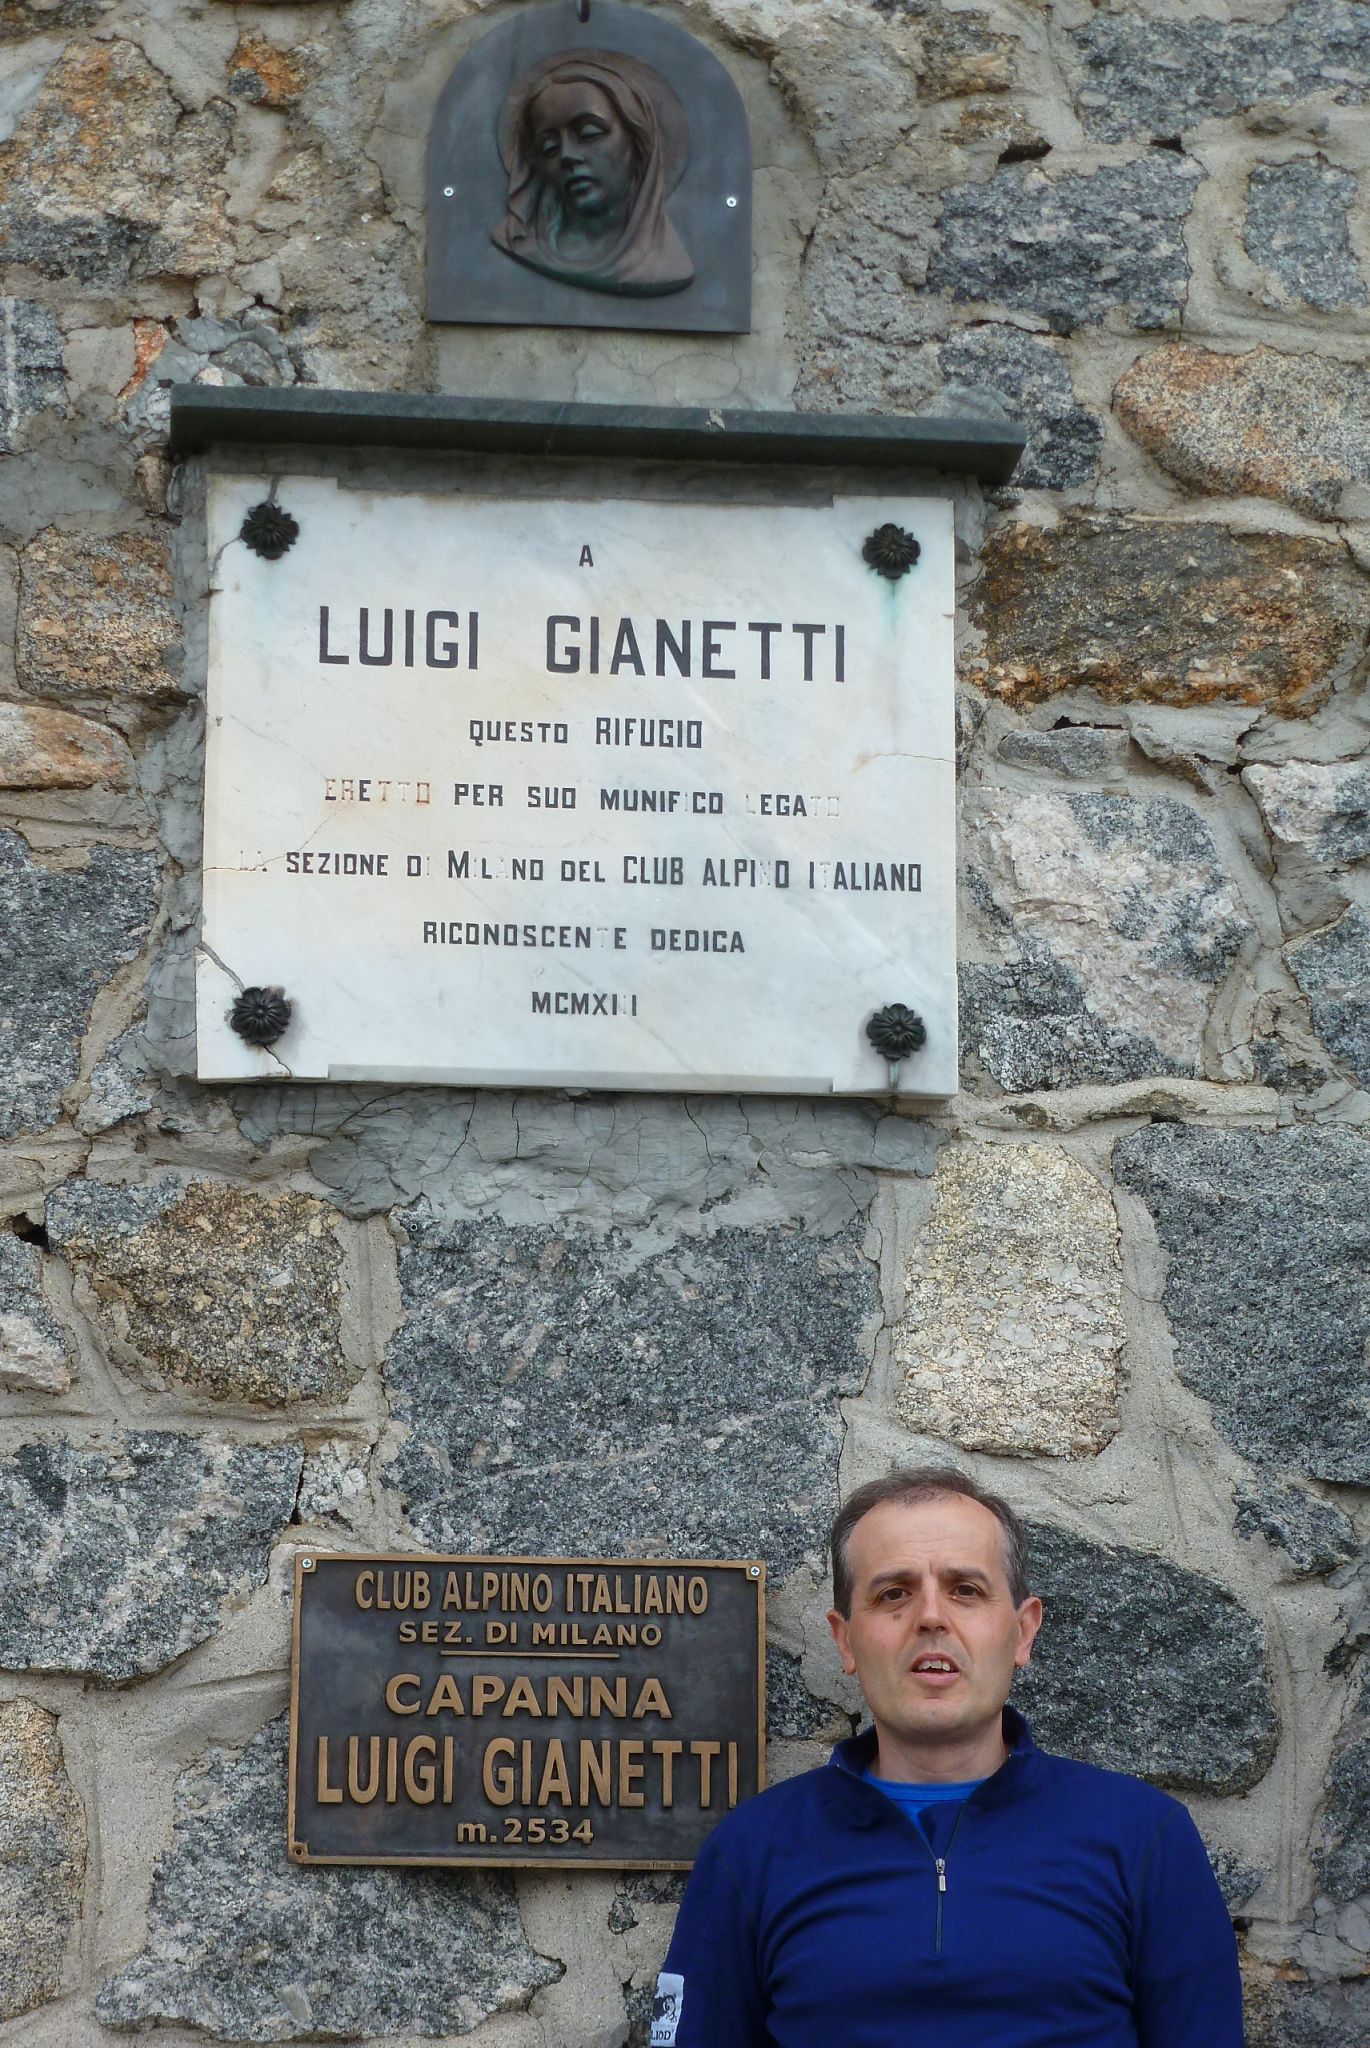 A
LUIGI GIANETTI
QUESTO RIFUGIO
ERETTO PER SUO MUNIFICO LEGATO
LA SEZIONE DI MILANO DEL CLUB ALPINO ITALIANO
RICONOSCENTE DEDICA
MCMXIII
CLUB ALPINO ITALIANO
SEZ. DI MILANO
CAPANNA
LUIGI GIANETTI
m.2534